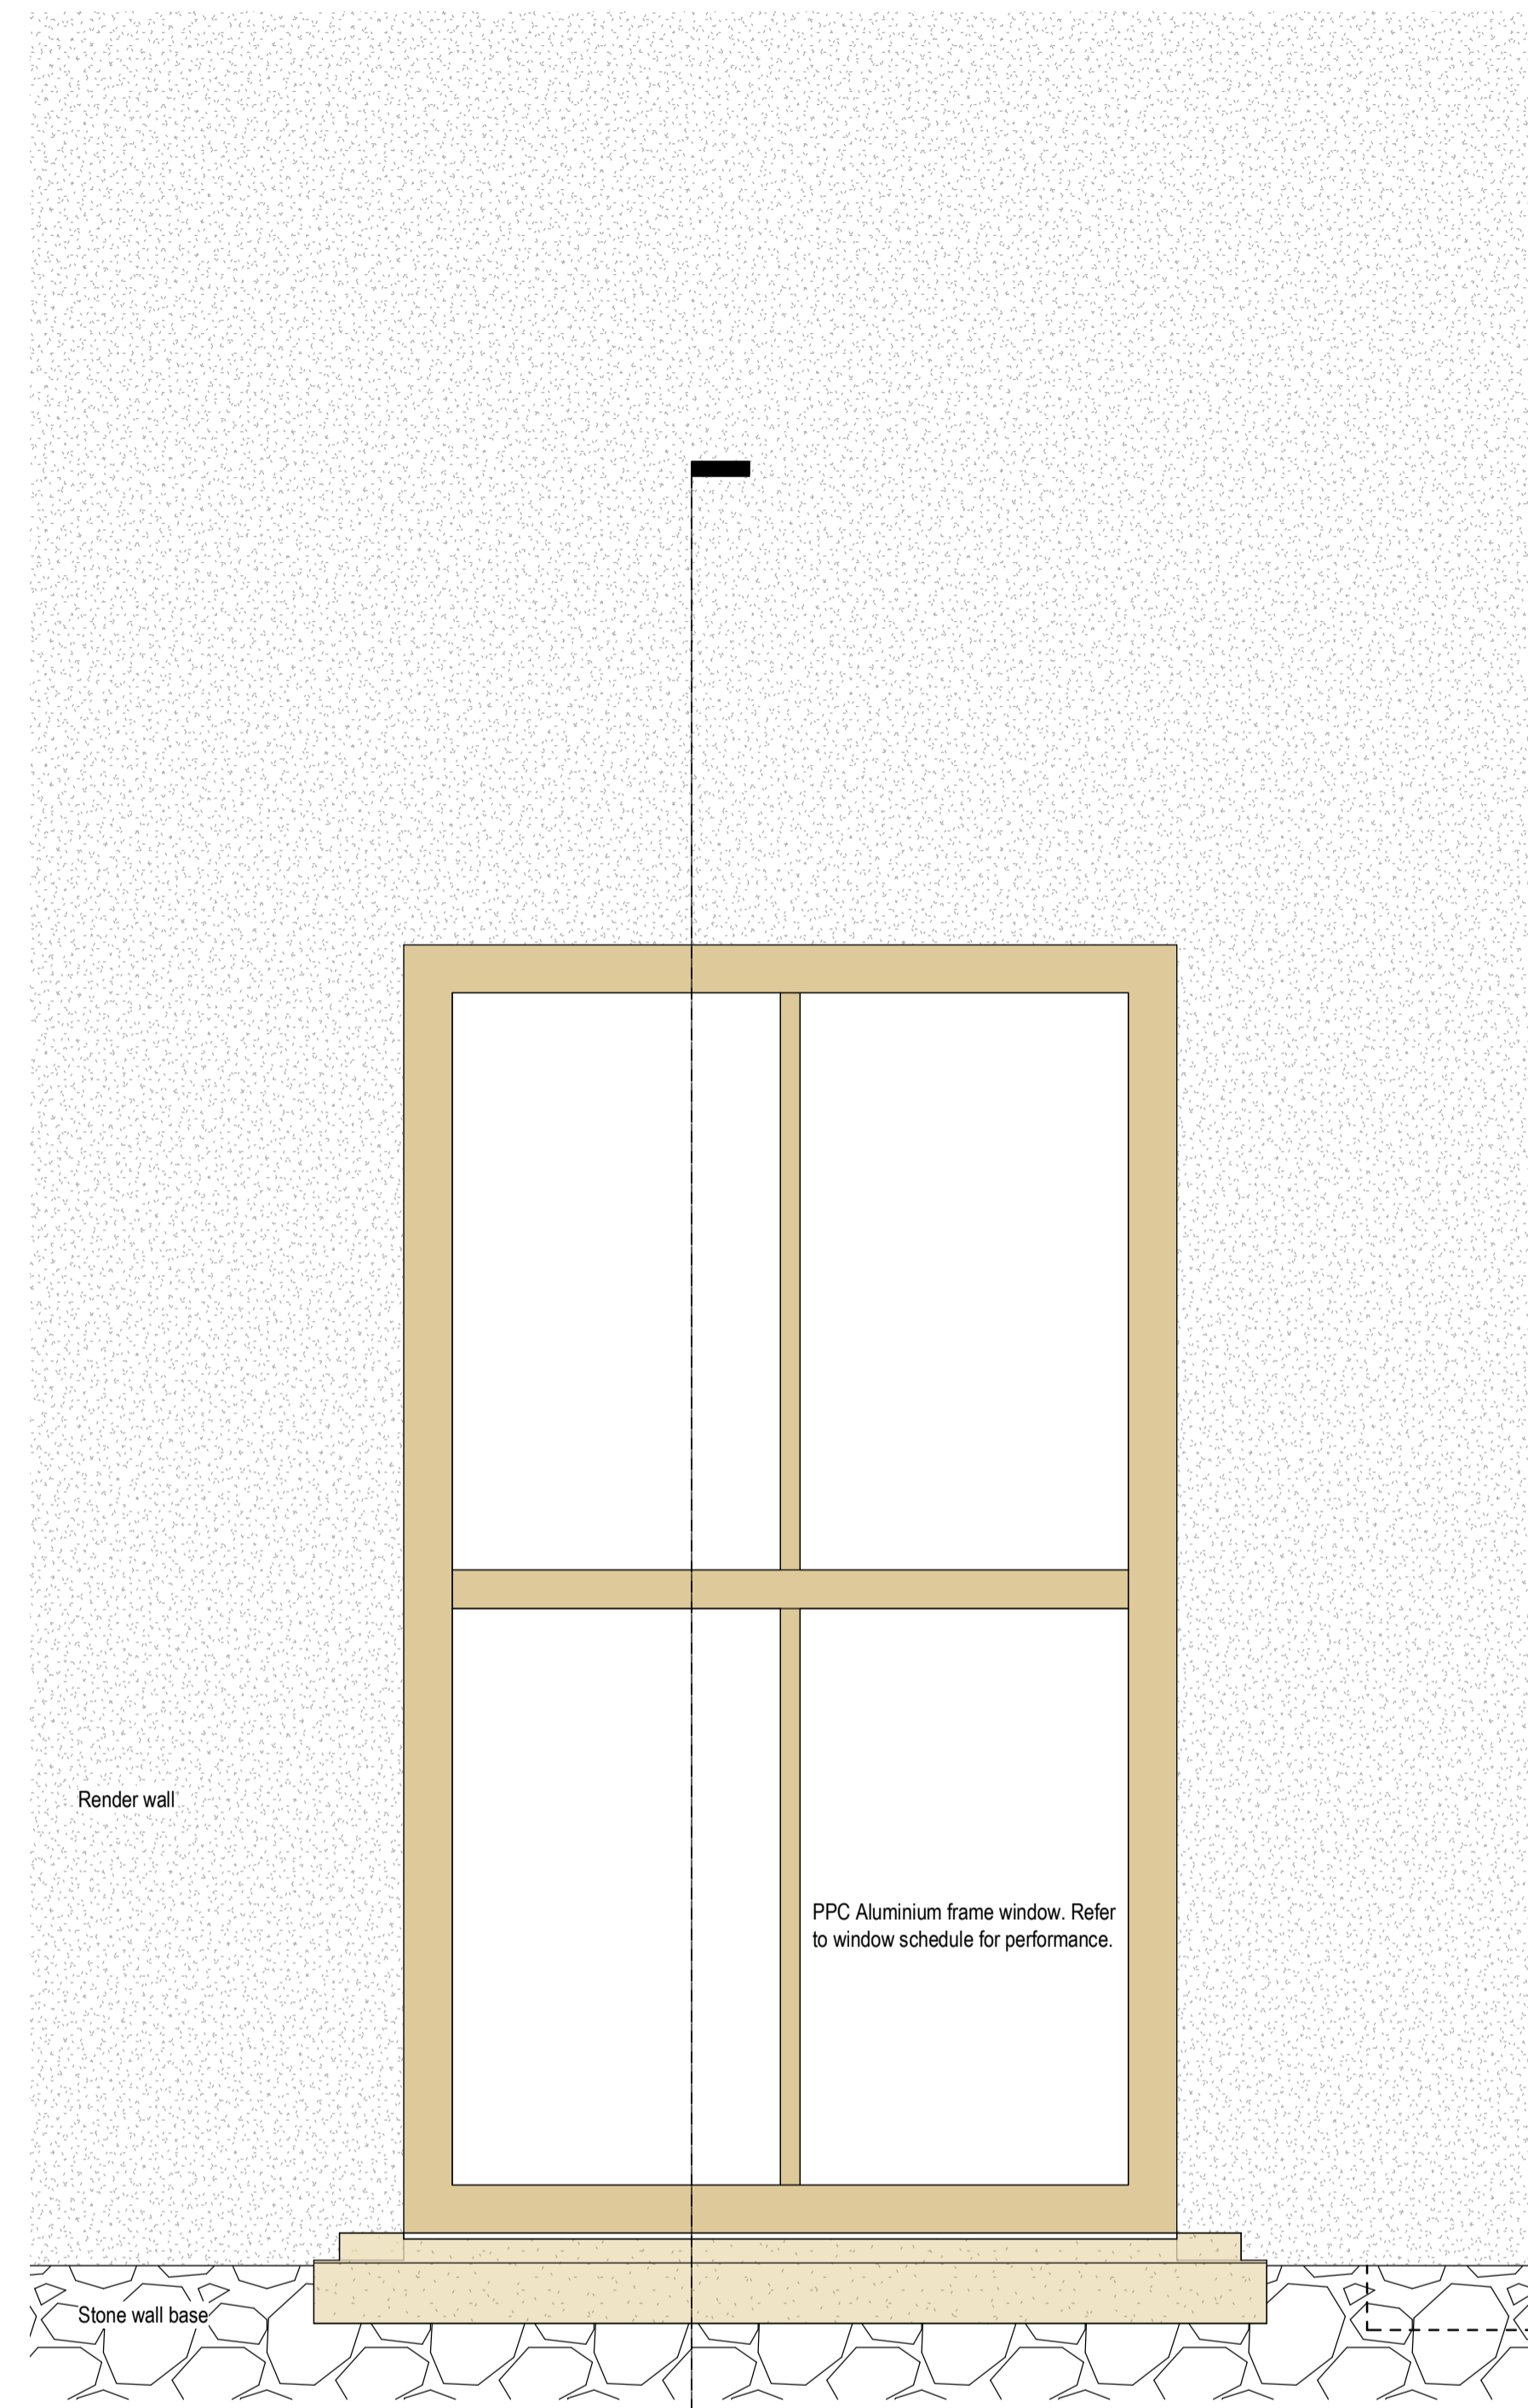 Render wall
PPC Aluminium frame window. Refer
to window schedule for performance.
Stone wall base